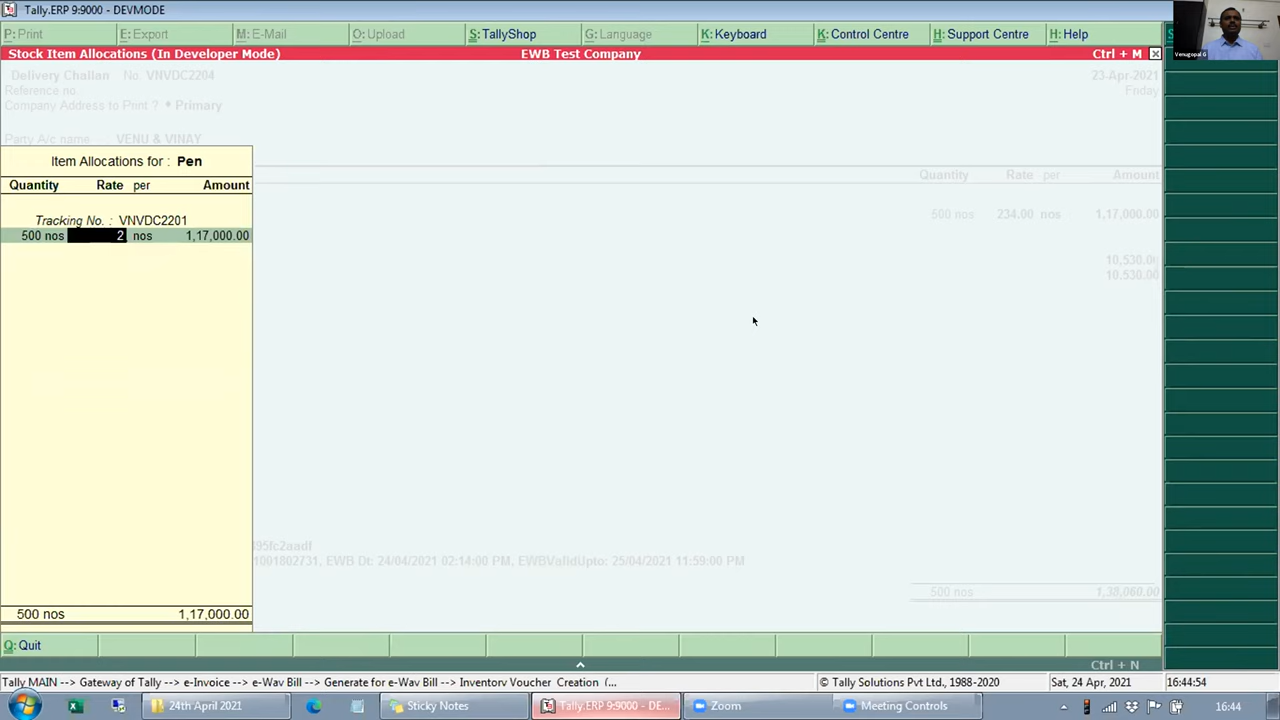 Tally.ERP 9:9000 - DEVMODE
P: Print E: Export M: E-Mail O: Upload S: TallyShop G: Language K: Keyboard K: Control Centre H: Support Centre H: Help
Stock Item Allocations (In Developer Mode) EWB Test Company Ctrl + M
Venugopal G
Delivery Challan No. VNVDC2204 23-Apr-2021
Reference no. Friday
Company Address to Print ? Primary
Party A/c name VENU & VINAY
Item Allocations for : Pen
Quantity Rate per Amount
Quantity Rate per Amount
Tracking No. : VNVDC2201
500 nos 234.00 nos 1,17,000.00
500 nos 2 nos 1,17,000.00
10,530.00
10,530.00
395fc2aadf
1001802731, EWB Dt: 24/04/2021 02:14:00 PM, EWBValidUpto: 25/04/2021 11:59:00 PM
500 nos 1,38,060.00
500 nos 1,17,000.00
Q: Quit
Ctrl + N
Tally MAIN --> Gateway of Tally --> e-Invoice --> e-Way Bill --> Generate for e-Way Bill --> Inventory Voucher Creation (... © Tally Solutions Pvt Ltd., 1988-2020 Sat, 24 Apr, 2021 16:44:54
24th April 2021 Sticky Notes Tally.ERP 9:9000 - DE... Zoom Meeting Controls 16:44